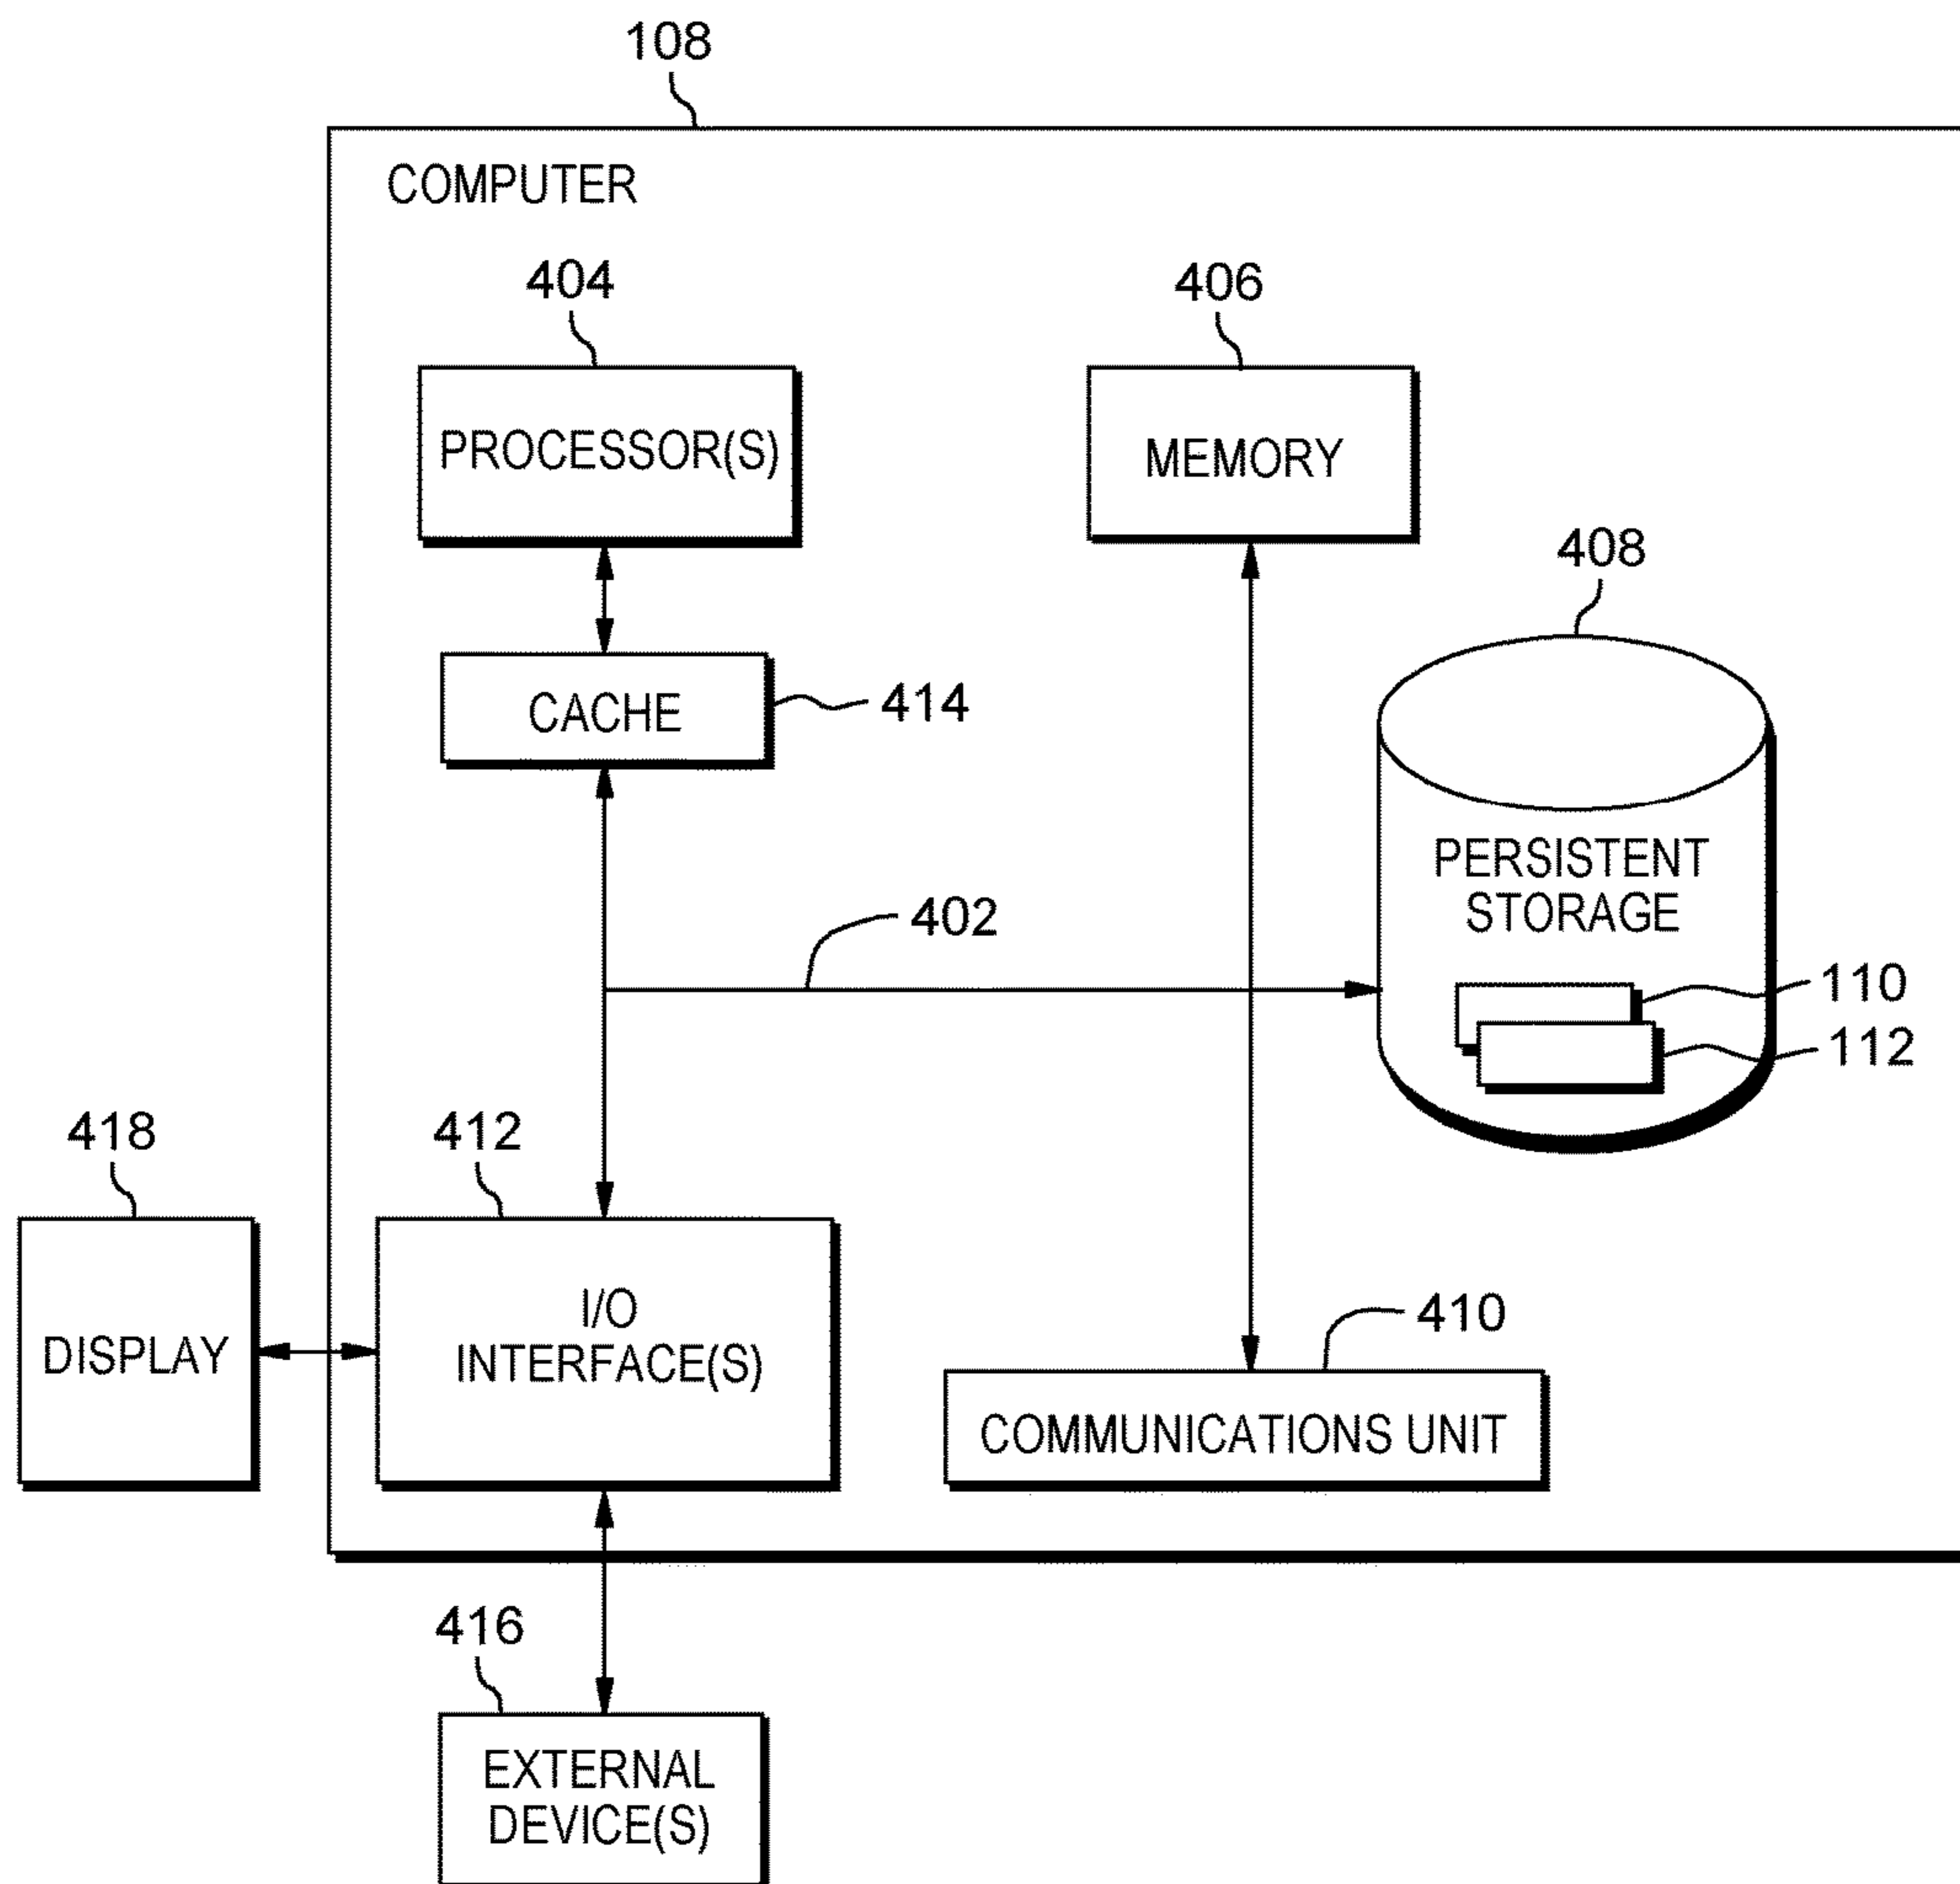 108
COMPUTER
404
406
PROCESSOR(S)
MEMORY
408
CACHE
414
PERSISTENT
STORAGE
402
110
112
418
412
I/O
INTERFACE(S)
410
DISPLAY
COMMUNICATIONS UNIT
416
EXTERNAL
DEVICE(S)